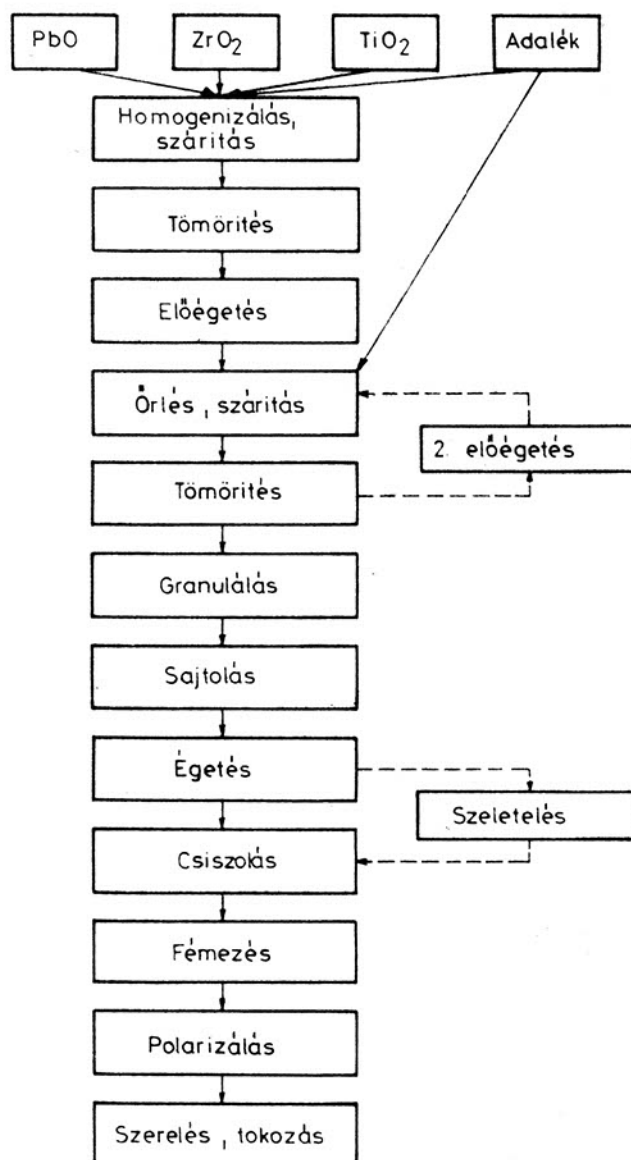 PbO
ZrO2
TiO2
Adalék
Homogenizálás,
szárítás
Tömörítés
Előégetés
Őrlés, szárítás
2. előégetés
Tömörítés
Granulálás
Sajtolás
Égetés
Szeletelés
Csiszolás
Fémezés
Polarizálás
Szerelés, tokozás